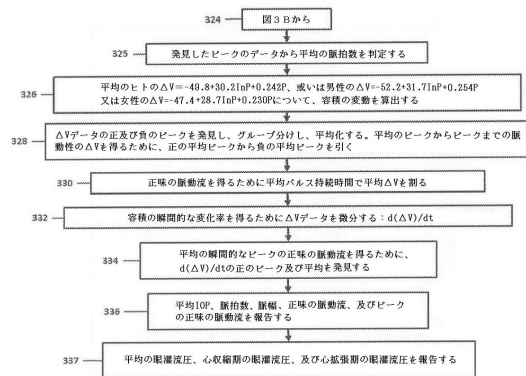 324
図3Bから
325
発見したピークのデータから平均の脈拍数を判定する
326
平均のヒトのΔV=-49.8+30.2lnP+0.242P、或いは男性のΔV=-52.2+31.7lnP+0.254P
又は女性のΔV=-47.4+28.7lnP+0.230Pについて、容積の変動を算出する
328
ΔVデータの正及び負のピークを発見し、グループ分けし、平均化する。平均のピークからピークまでの脈
動性のΔVを得るために、正の平均ピークから負の平均ピークを引く
330
正味の脈動流を得るために平均パルス持続時間で平均ΔVを割る
332
容積の瞬間的な変化率を得るためにΔVデータを微分する:d(ΔV)/dt
334
平均の瞬間的なピークの正味の脈動流を得るために、
d(ΔV)/dtの正のピーク及び平均を発見する
336
平均IOP、脈拍数、脈幅、正味の脈動流、及びピーク
の正味の脈動流を報告する
337
平均の眼灌流圧、心収縮期の眼灌流圧、及び心拡張期の眼灌流圧を報告する